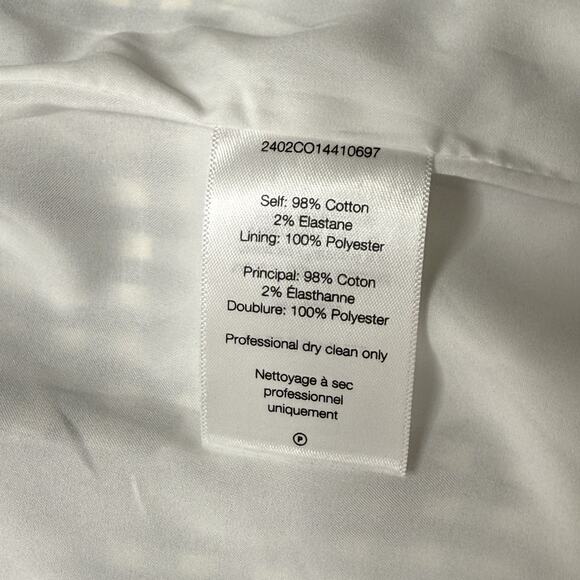 2402CO14410697
Self: 98% Cotton
2% Elastane
Lining: 100% Polyester
Principal: 98% Coton
2% Élasthanne
Doublure: 100% Polyester
Professional dry clean only
Nettoyage à sec
professionnel
uniquement
P